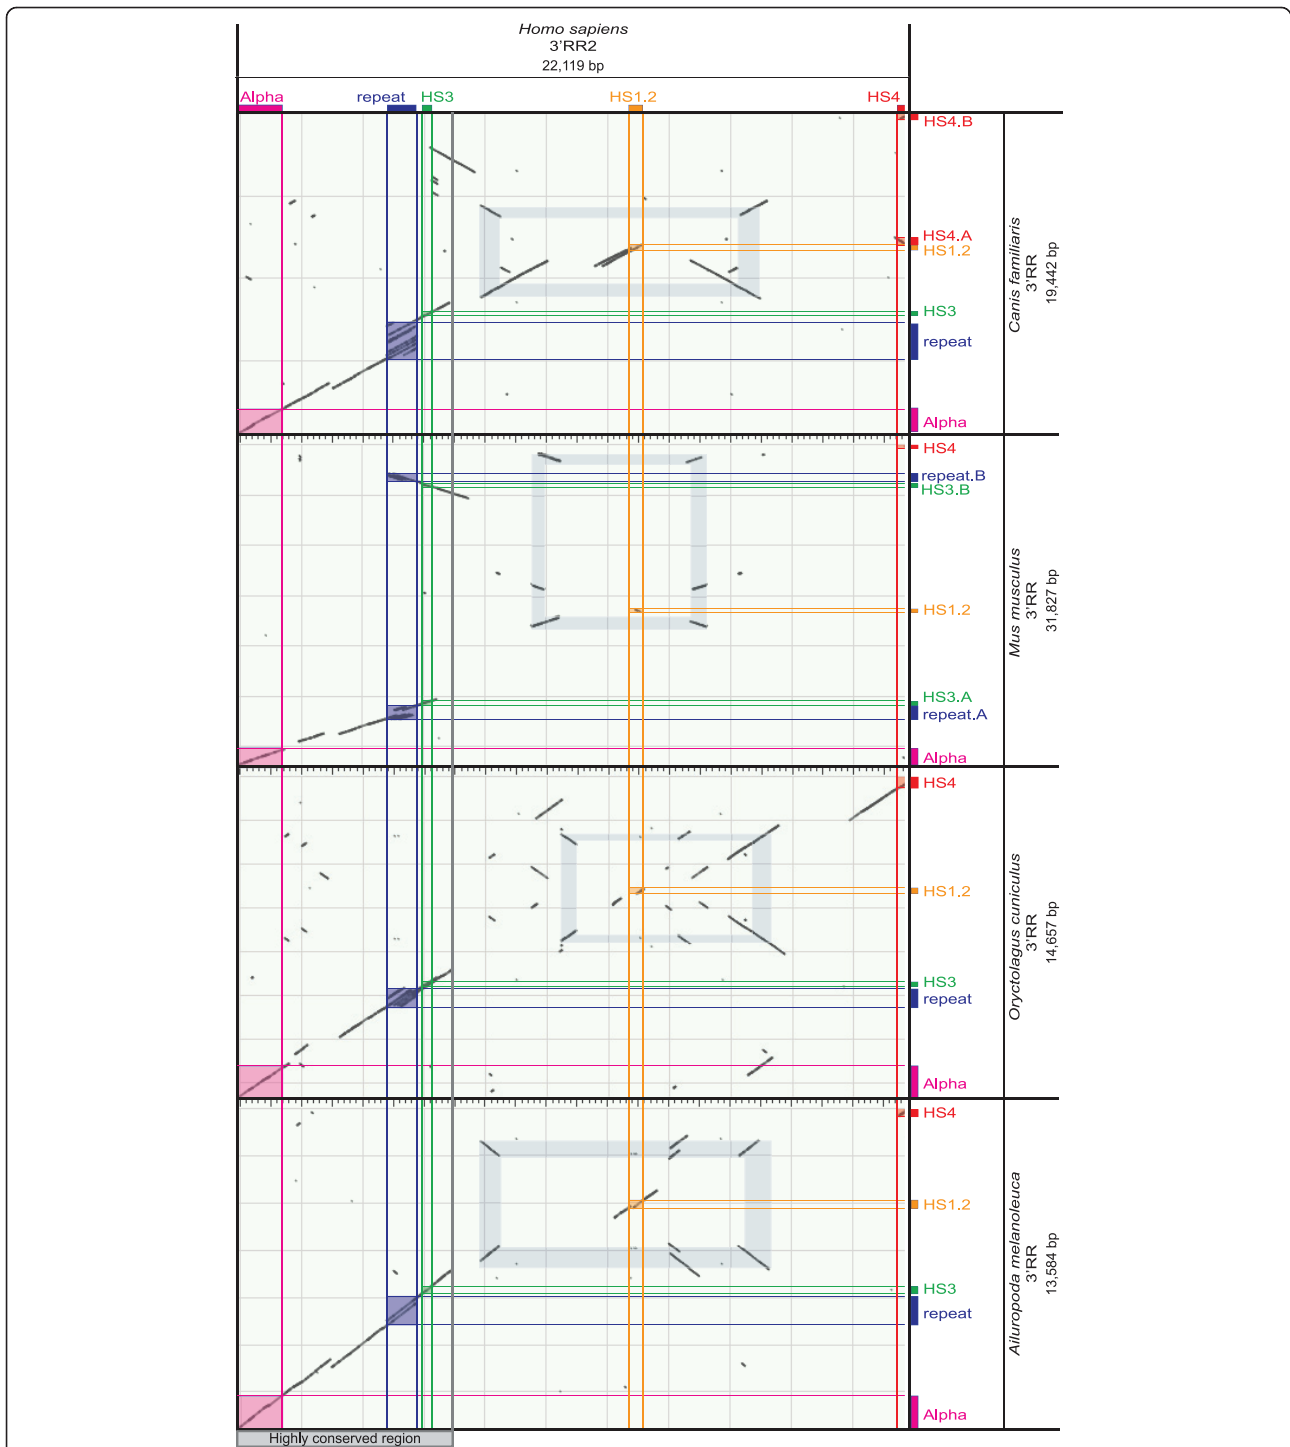 Homo sapiens
3'RR2
22,119 bp
Alpha
repeat
HS3
HS1.2
HS4
HS4.B
HS4.A
HS1.2
HS3
repeat
Alpha
Canis familiaris
3'RR
19,442 bp
HS4
repeat.B
HS3.B
HS1.2
HS3.A
repeat.A
Alpha
Mus musculus
3'RR
31,827 bp
HS4
HS1.2
HS3
repeat
Alpha
Oryctolagus cuniculus
3'RR
14,657 bp
HS4
HS1.2
HS3
repeat
Alpha
Ailuropoda melanoleuca
3'RR
13,584 bp
Highly conserved region